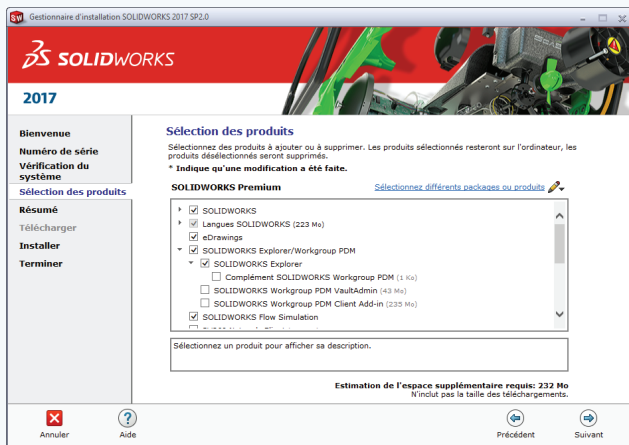 Gestionnaire d'installation SOLIDWORKS 2017 SP2.0
SOLIDWORKS
2017
Bienvenue
Numéro de série
Vérification du
système
Sélection des produits
Résumé
Télécharger
Installer
Terminer
Sélection des produits
Sélectionnez des produits à ajouter ou à supprimer. Les produits sélectionnés resteront sur l'ordinateur, les
produits désélectionnés seront supprimés.
* Indique qu'une modification a été faite.
SOLIDWORKS Premium
Sélectionnez différents packages ou produits
SOLIDWORKS
Langues SOLIDWORKS (223 Mo)
eDrawings
SOLIDWORKS Explorer/Workgroup PDM
SOLIDWORKS Explorer
Complément SOLIDWORKS Workgroup PDM (1 Ko)
SOLIDWORKS Workgroup PDM VaultAdmin (43 Mo)
SOLIDWORKS Workgroup PDM Client Add-in (235 Mo)
SOLIDWORKS Flow Simulation
Sélectionnez un produit pour afficher sa description.
Estimation de l'espace supplémentaire requis: 232 Mo
N'inclut pas la taille des téléchargements.
Annuler
Aide
Précédent
Suivant